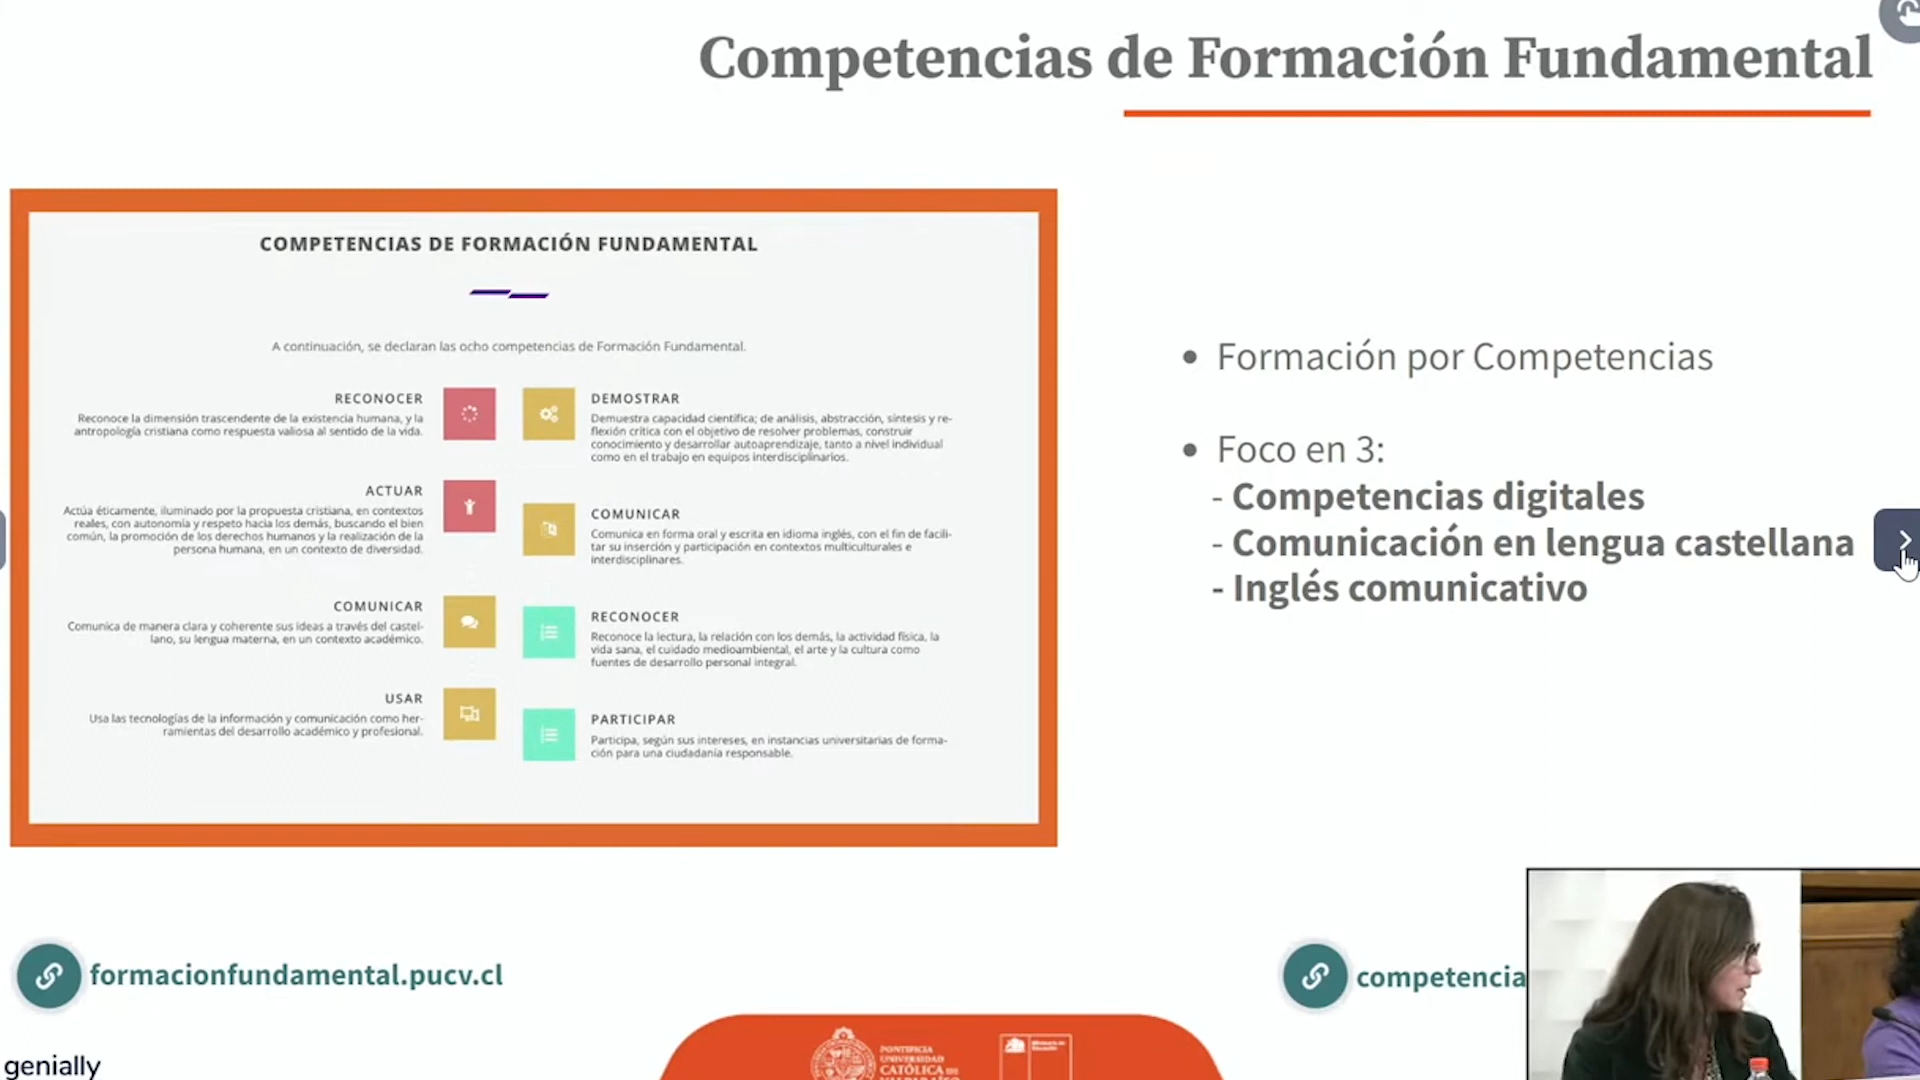 Competencias de Formación Fundamental
COMPETENCIAS DE FORMACIÓN FUNDAMENTAL
A continuación, se declaran las ocho competencias de Formación Fundamental.
RECONOCER
Reconoce la dimensión trascendente de la existencia humana, y la
antropología cristiana como respuesta valiosa al sentido de la vida.
ACTUAR
Actúa éticamente, iluminado por la propuesta cristiana, en contextos
reales, con autonomía y respeto hacia los demás, buscando el bien
común, la promoción de los derechos humanos y la realización de la
persona humana, en un contexto de diversidad.
COMUNICAR
Comunica de manera clara y coherente sus ideas a través del castel-
lano, su lengua materna, en un contexto académico.
USAR
Usa las tecnologías de la información y comunicación como her-
ramientas del desarrollo académico y profesional.
DEMOSTRAR
Demuestra capacidad científica; de análisis, abstracción, síntesis y re-
flexión crítica con el objetivo de resolver problemas, construir
conocimiento y desarrollar autoaprendizaje, tanto a nivel individual
como en el trabajo en equipos interdisciplinarios.
COMUNICAR
Comunica en forma oral y escrita en idioma inglés, con el fin de facili-
tar su inserción y participación en contextos multiculturales e
interdisciplinares.
RECONOCER
Reconoce la lectura, la relación con los demás, la actividad física, la
vida sana, el cuidado medioambiental, el arte y la cultura como
fuentes de desarrollo personal integral.
PARTICIPAR
Participa, según sus intereses, en instancias universitarias de forma-
ción para una ciudadanía responsable.
• Formación por Competencias
• Foco en 3:
- Competencias digitales
- Comunicación en lengua castellana
- Inglés comunicativo
formacionfundamental.pucv.cl
competencia
genially
PONTIFICIA
UNIVERSIDAD
CATÓLICA DE